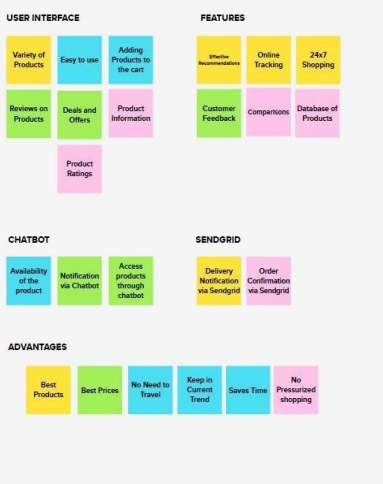 USER INTERFACE
Variety of
Products
Easy to use
Adding
Products to
the cart
Reviews on
Products
Deals and
Offers
Product
Information
Product
Ratings
FEATURES
Effective
Recommendations
Online
Tracking
24x7
Shopping
Customer
Feedback
Comparisons
Database of
Products
CHATBOT
Availability
of the
product
Notification
via Chatbot
Access
products
through
chatbot
SENDGRID
Delivery
Notification
via Sendgrid
Order
Confirmation
via Sendgrid
ADVANTAGES
Best
Products
Best Prices
No Need to
Travel
Keep in
Current
Trend
Saves Time
No
Pressurized
shopping